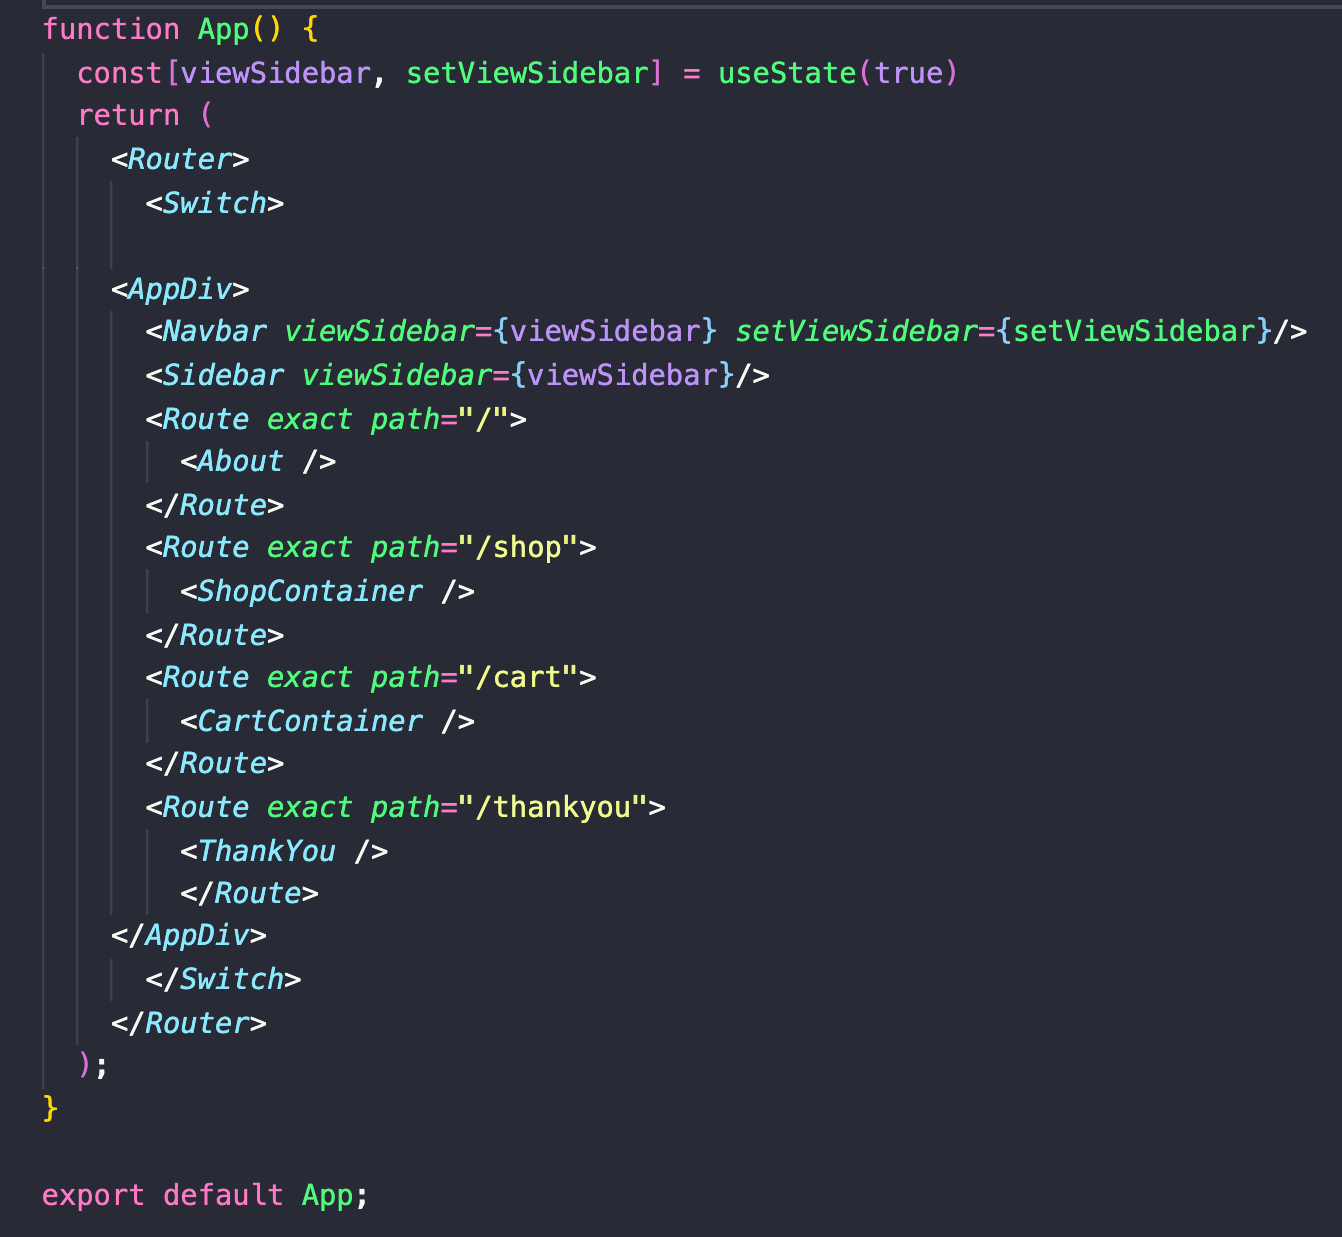 function App() {
  const[viewSidebar, setViewSidebar] = useState(true)
  return (
    <Router>
      <Switch>

    <AppDiv>
      <Navbar viewSidebar={viewSidebar} setViewSidebar={setViewSidebar}/>
      <Sidebar viewSidebar={viewSidebar}/>
      <Route exact path="/">
        <About />
      </Route>
      <Route exact path="/shop">
        <ShopContainer />
      </Route>
      <Route exact path="/cart">
        <CartContainer />
      </Route>
      <Route exact path="/thankyou">
        <ThankYou />
        </Route>
    </AppDiv>
      </Switch>
    </Router>
  );
}

export default App;